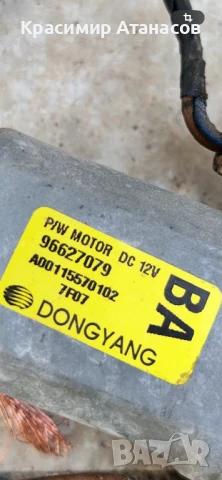 Красимир Атанасов
P/W MOTOR DC 12V
96627079
A00115570102
7F07
BA
DONGYANG
bazar